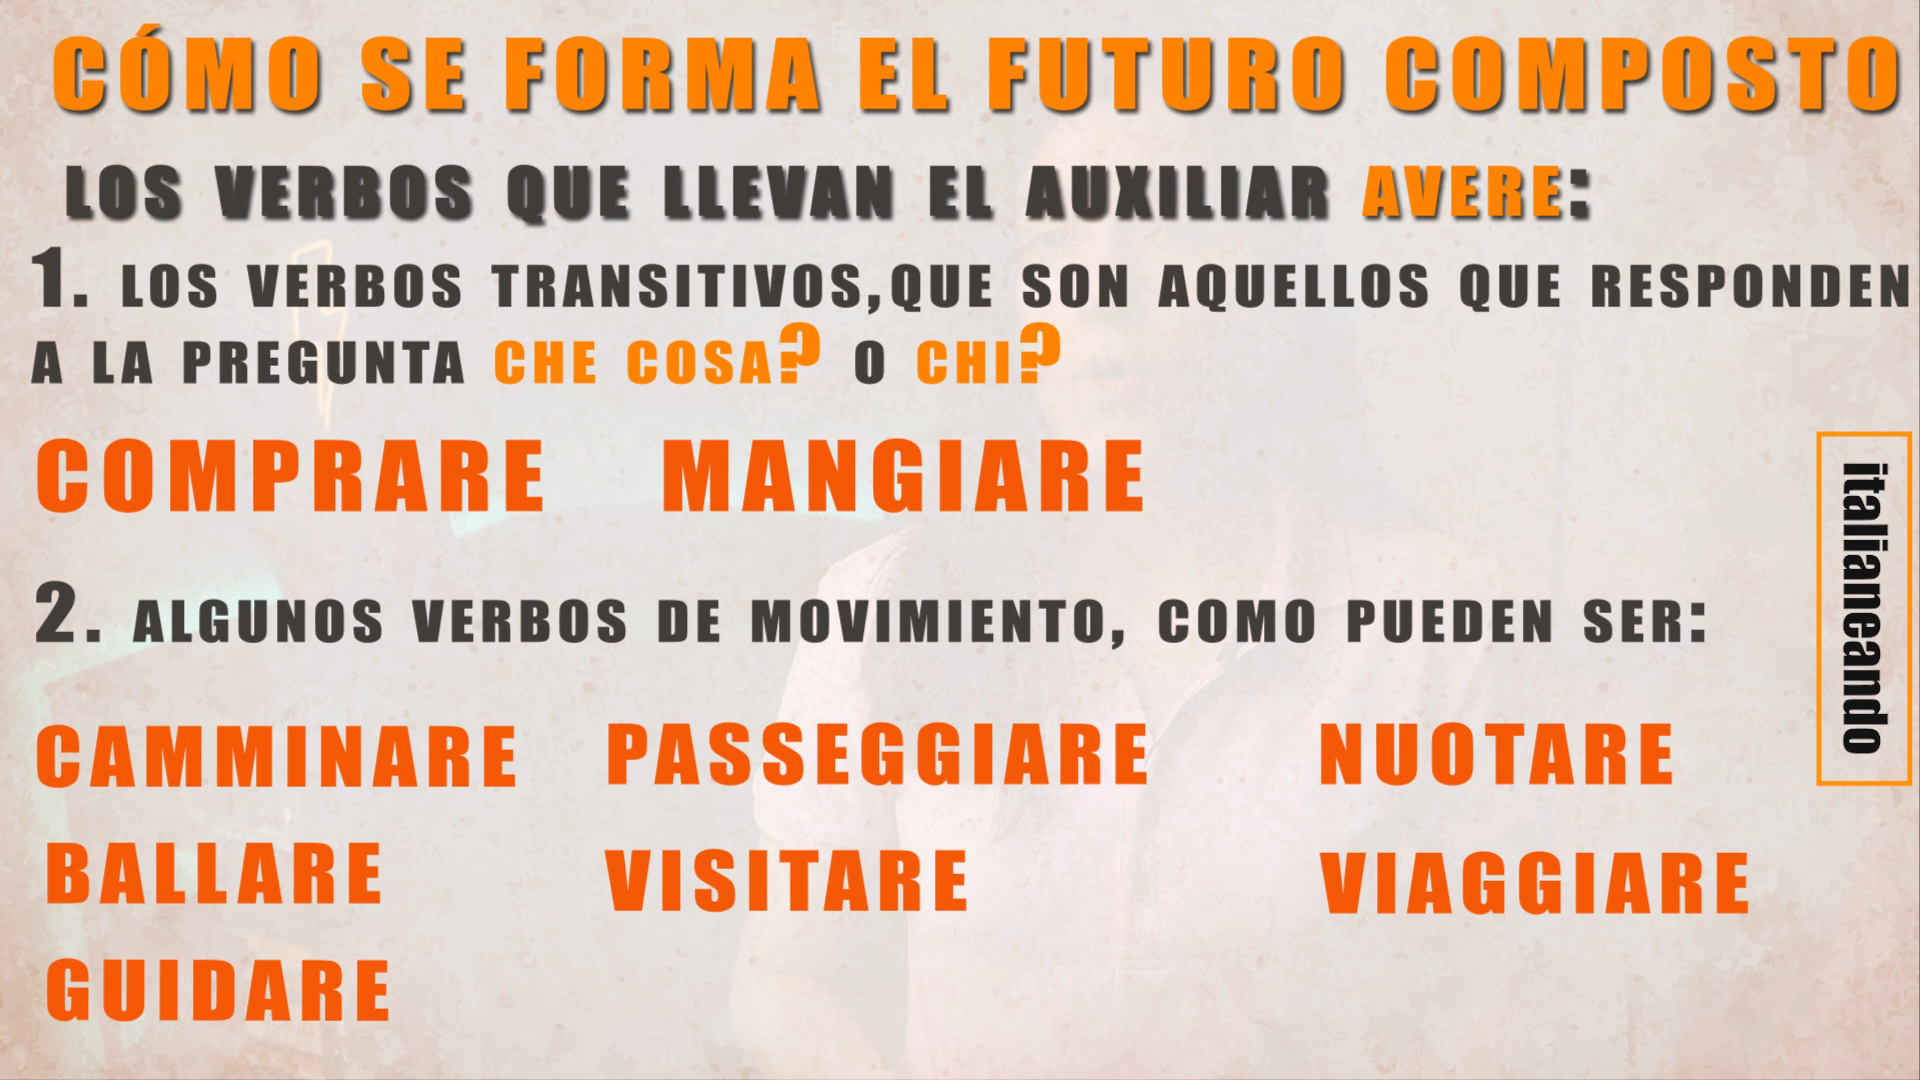 CÓMO SE FORMA EL FUTURO COMPOSTO
LOS VERBOS QUE LLEVAN EL AUXILIAR AVERE:
1. LOS VERBOS TRANSITIVOS,QUE SON AQUELLOS QUE RESPONDEN
A LA PREGUNTA CHE COSA? O CHI?
COMPRARE MANGIARE
2. ALGUNOS VERBOS DE MOVIMIENTO, COMO PUEDEN SER:
CAMMINARE PASSEGGIARE NUOTARE
BALLARE VISITARE VIAGGIARE
GUIDARE
italianeando